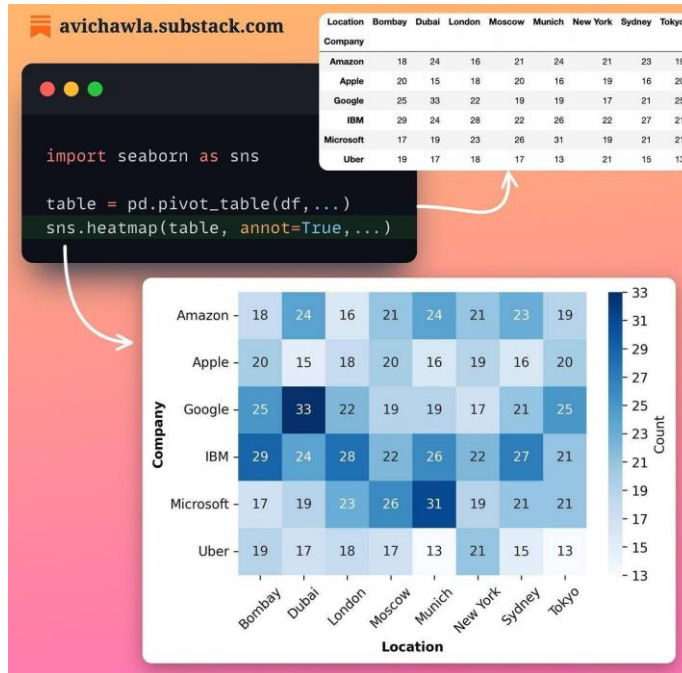 avichawla.substack.com
Location Bombay Dubai London Moscow Munich New York Sydney Tokyo
Company
Amazon 18 24 16 21 24 21 23 19
Apple 20 15 18 20 16 19 16 20
Google 25 33 22 19 19 17 21 25
IBM 29 24 28 22 26 22 27 21
Microsoft 17 19 23 26 31 19 21 21
Uber 19 17 18 17 13 21 15 13
import seaborn as sns
table = pd.pivot_table(df,...)
sns.heatmap(table, annot=True,...)
Company
Amazon 18 24 16 21 24 21 23 19
Apple 20 15 18 20 16 19 16 20
Google 25 33 22 19 19 17 21 25
IBM 29 24 28 22 26 22 27 21
Microsoft 17 19 23 26 31 19 21 21
Uber 19 17 18 17 13 21 15 13
Bombay Dubai London Moscow Munich New York Sydney Tokyo
Location
33
31
29
27
25
23
21
19
17
15
13
Count